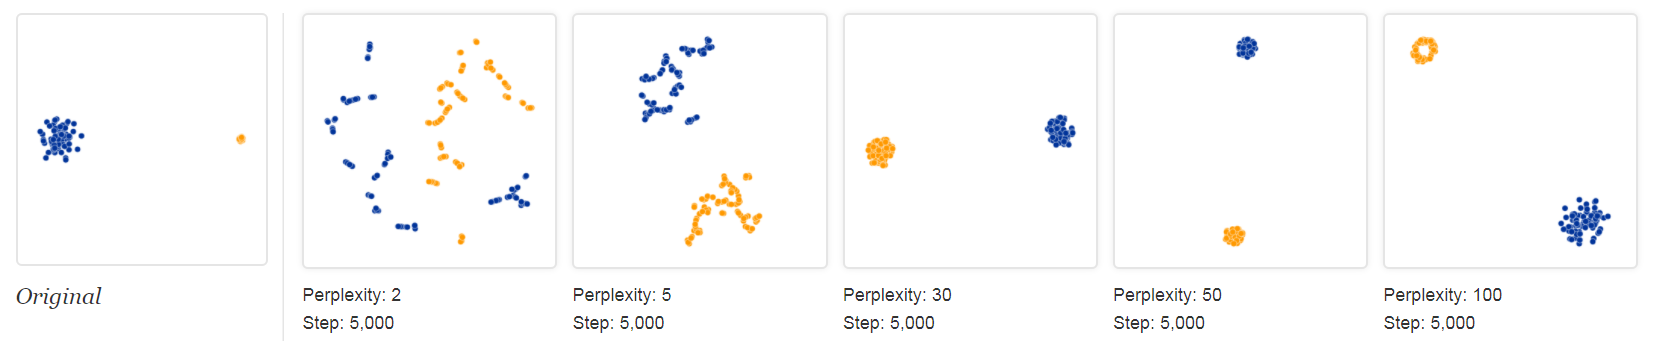 Original
Perplexity: 2
Step: 5,000
Perplexity: 5
Step: 5,000
Perplexity: 30
Step: 5,000
Perplexity: 50
Step: 5,000
Perplexity: 100
Step: 5,000